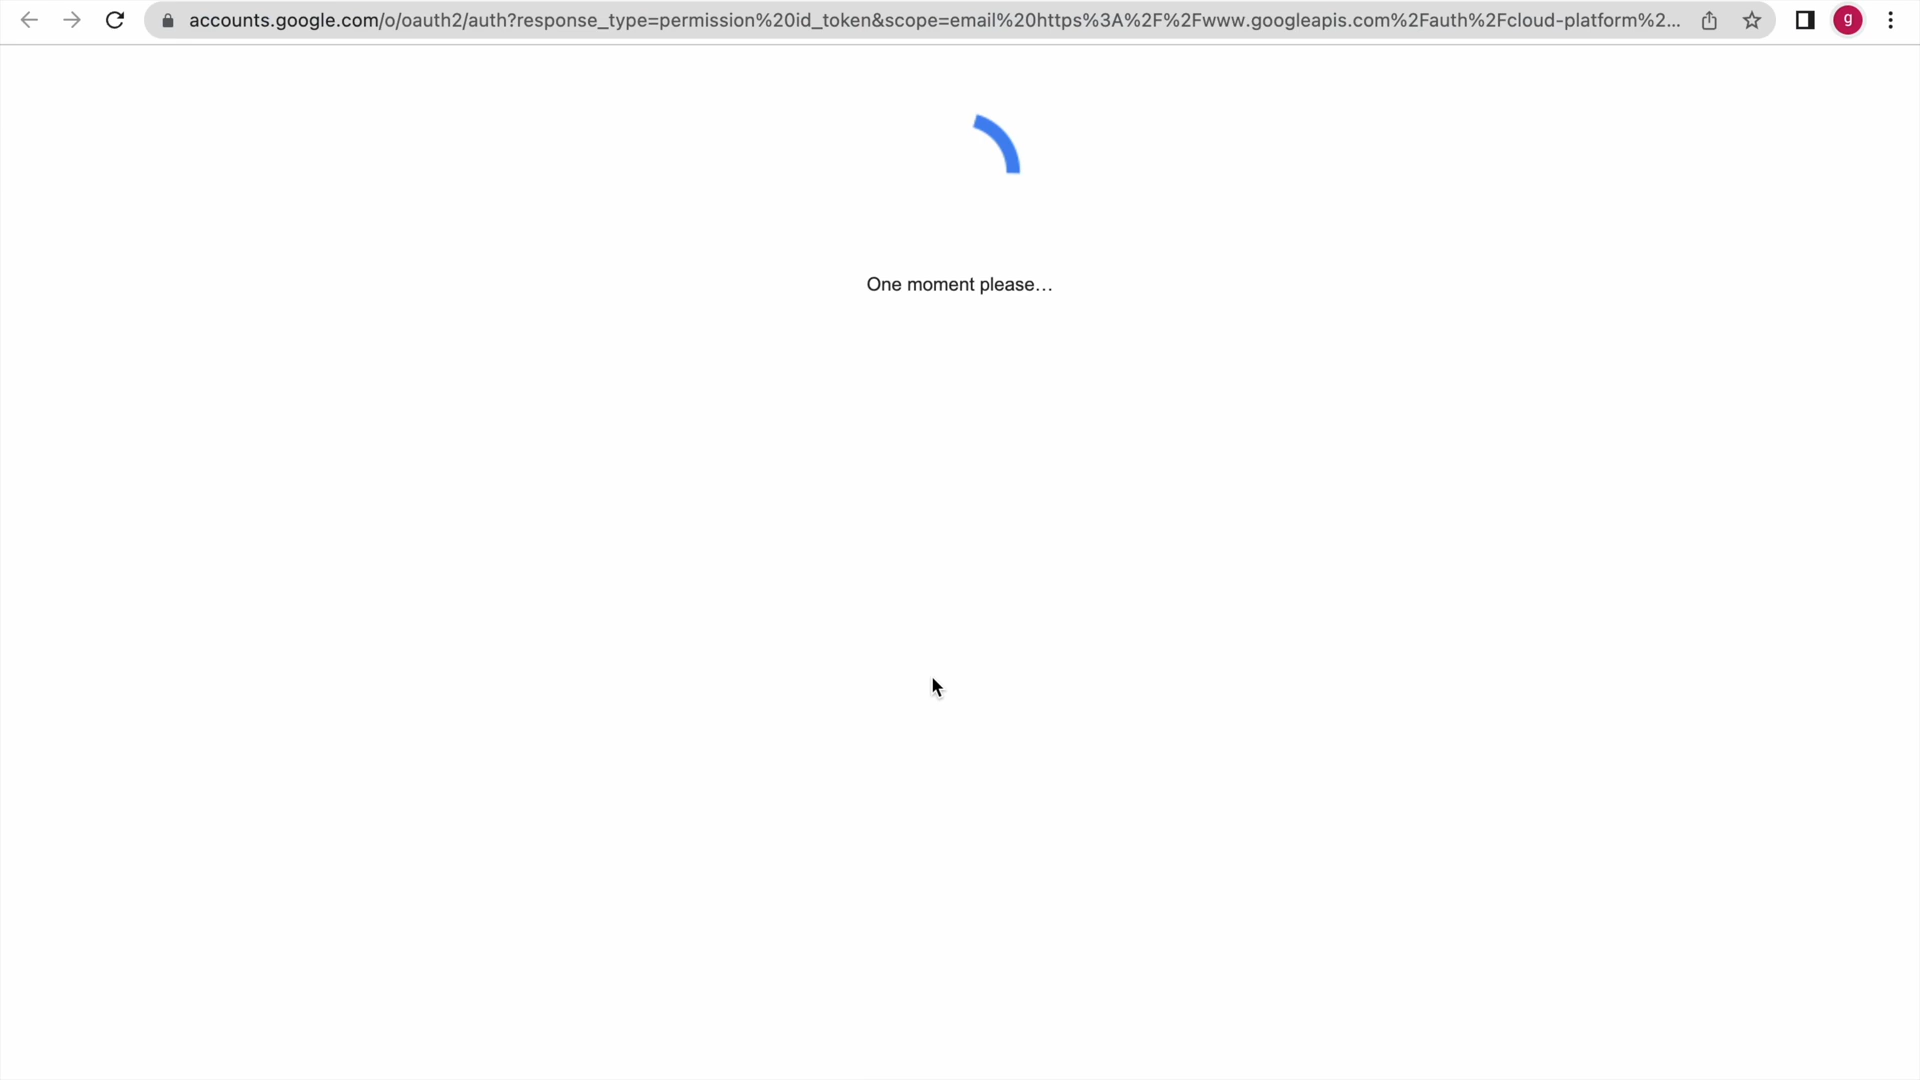 accounts.google.com/o/oauth2/auth?response_type=permission%20id_token&scope=email%20https%3A%2F%2Fwww.googleapis.com%2Fauth%2Fcloud-platform%2...
g
One moment please…